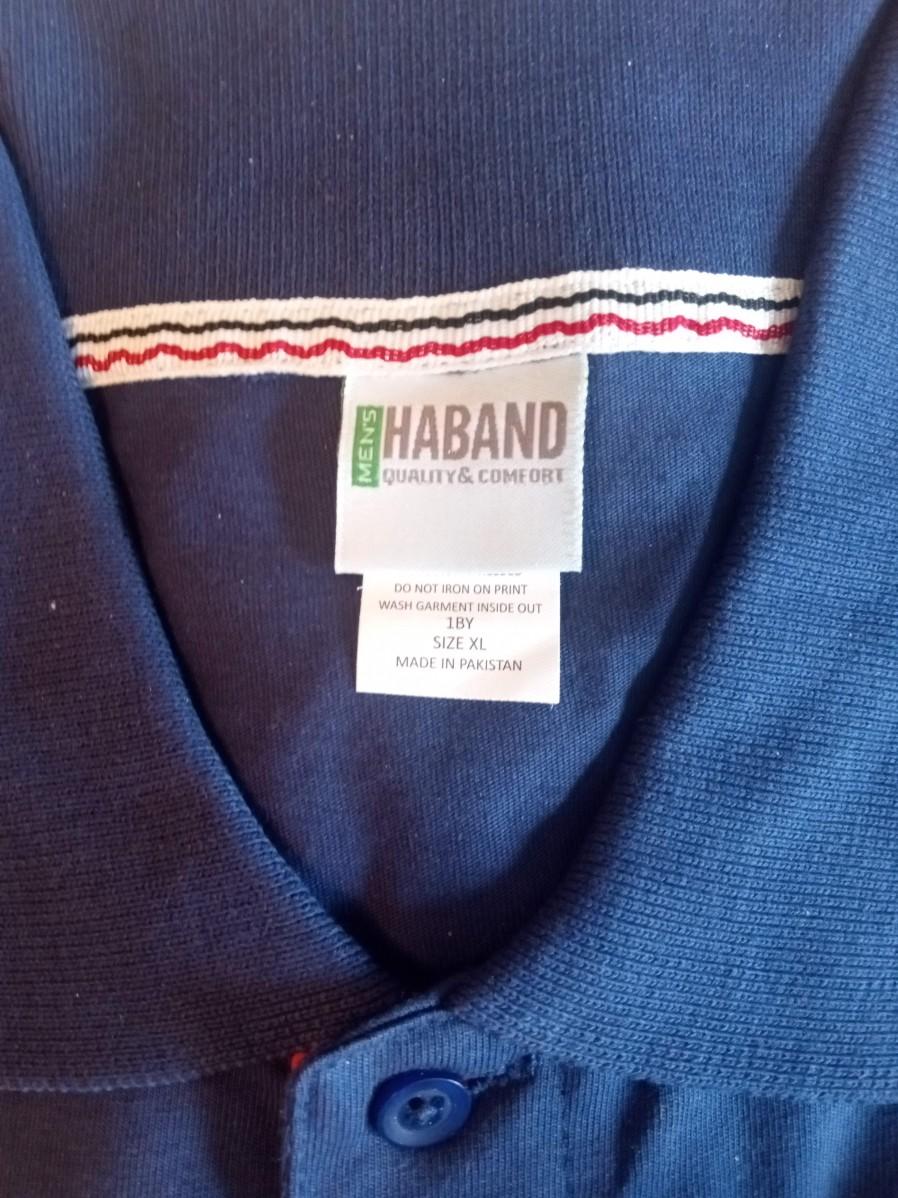 MEN'S
HABAND
QUALITY & COMFORT
DO NOT IRON ON PRINT
WASH GARMENT INSIDE OUT
1BY
SIZE XL
MADE IN PAKISTAN